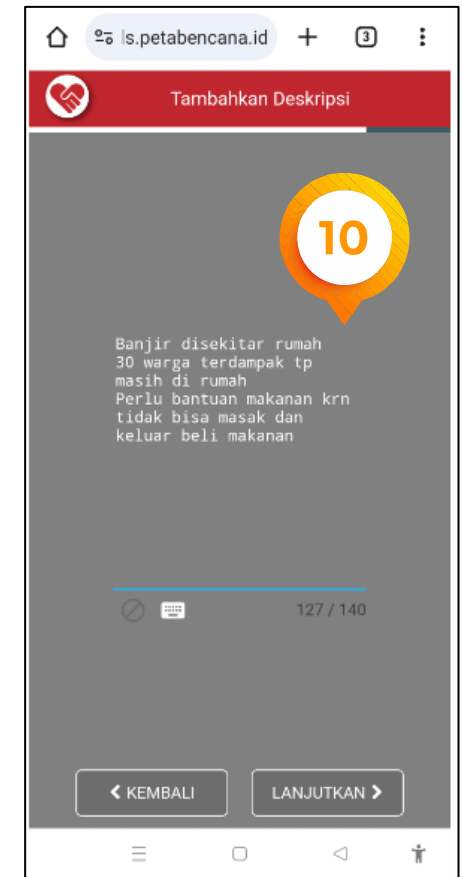 ls.petabencana.id
3
Tambahkan Deskripsi
10
Banjir disekitar rumah
30 warga terdampak tp
masih di rumah
Perlu bantuan makanan krn
tidak bisa masak dan
keluar beli makanan
127 / 140
KEMBALI
LANJUTKAN